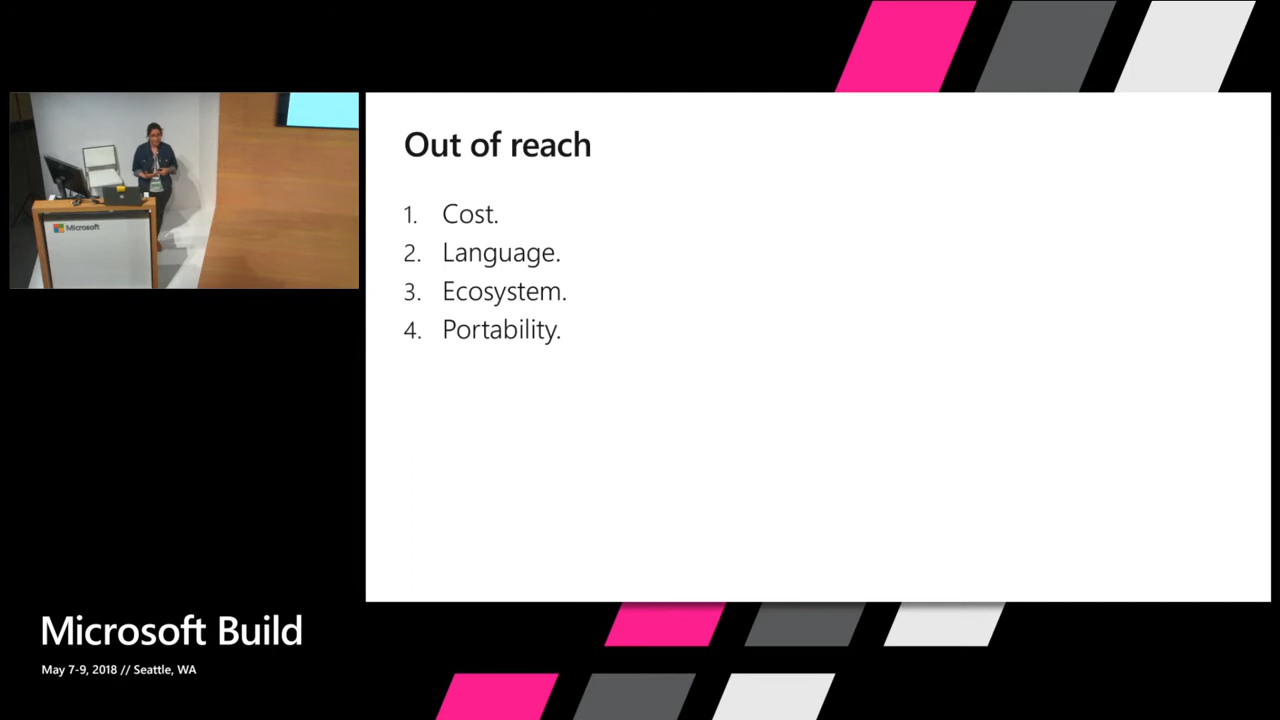 Microsoft
Out of reach
1. Cost.
2. Language.
3. Ecosystem.
4. Portability.
Microsoft Build
May 7-9, 2018 // Seattle, WA